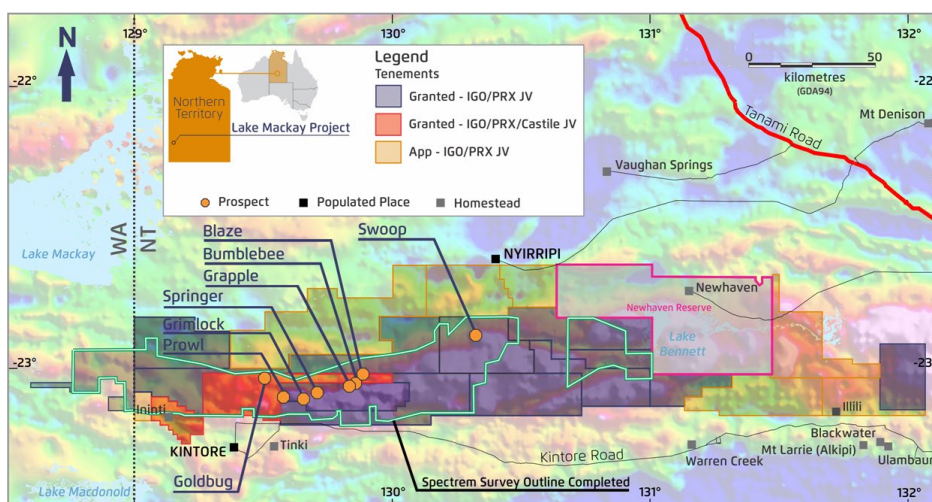 129°
130°
131°
132°
N
-22°
Northern
Territory
Lake Mackay Project
Legend
Tenements
Granted - IGO/PRX JV
Granted - IGO/PRX/Castile JV
App - IGO/PRX JV
Prospect
Populated Place
Homestead
0
50
kilometres
(GDA94)
-22°
Tanami Road
Mt Denison
Vaughan Springs
WA
NT
Lake Mackay
Blaze
Bumblebee
Grapple
Springer
Grimlock
Prowl
Swoop
NYIRRIPI
Newhaven
Newhaven Reserve
Lake
Bennett
-23°
-23°
Ininti
KINTORE
Tinki
Goldbug
Kintore Road
Spectrem Survey Outline Completed
Illili
Blackwater
Mt Larrie (Alkipi)
Warren Creek
Ulambaur
Lake Macdonald
129°
130°
131°
132°